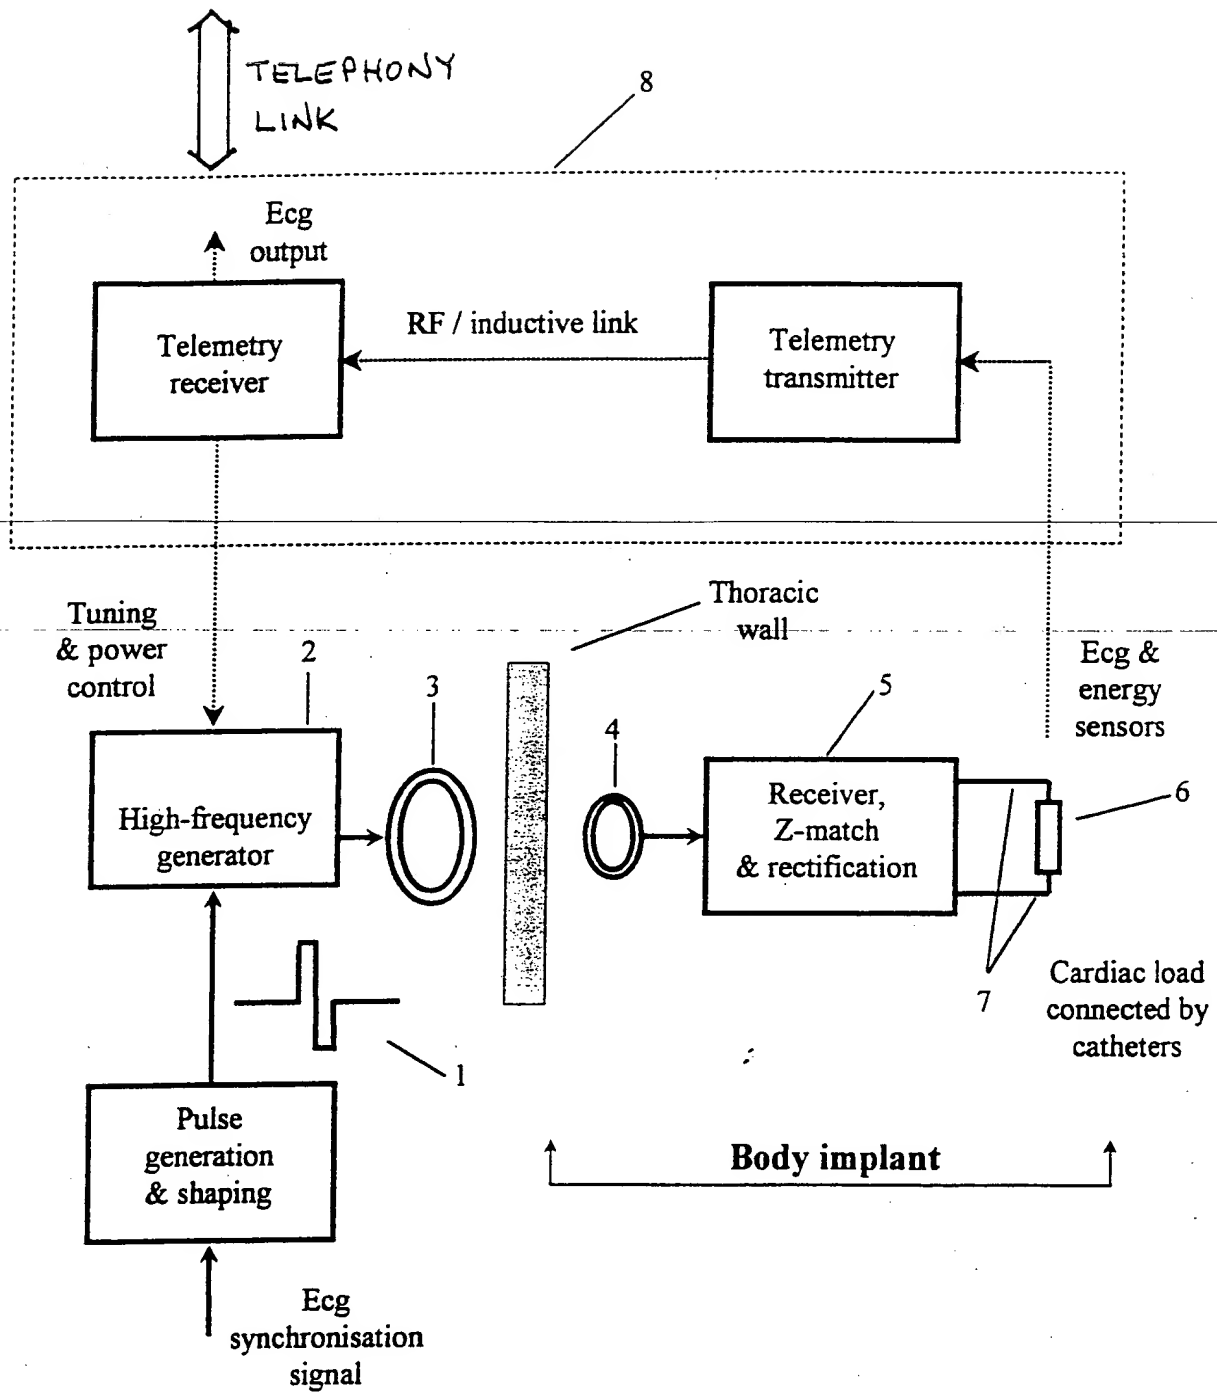 TELEPHONY
LINK
8
Ecg
output
Telemetry
receiver
RF / inductive link
Telemetry
transmitter
Tuning
& power
control
2
3
Thoracic
wall
4
5
Ecg &
energy
sensors
6
High-frequency
generator
Receiver,
Z-match
& rectification
7
Cardiac load
connected by
catheters
1
Pulse
generation
& shaping
Body implant
Ecg
synchronisation
signal